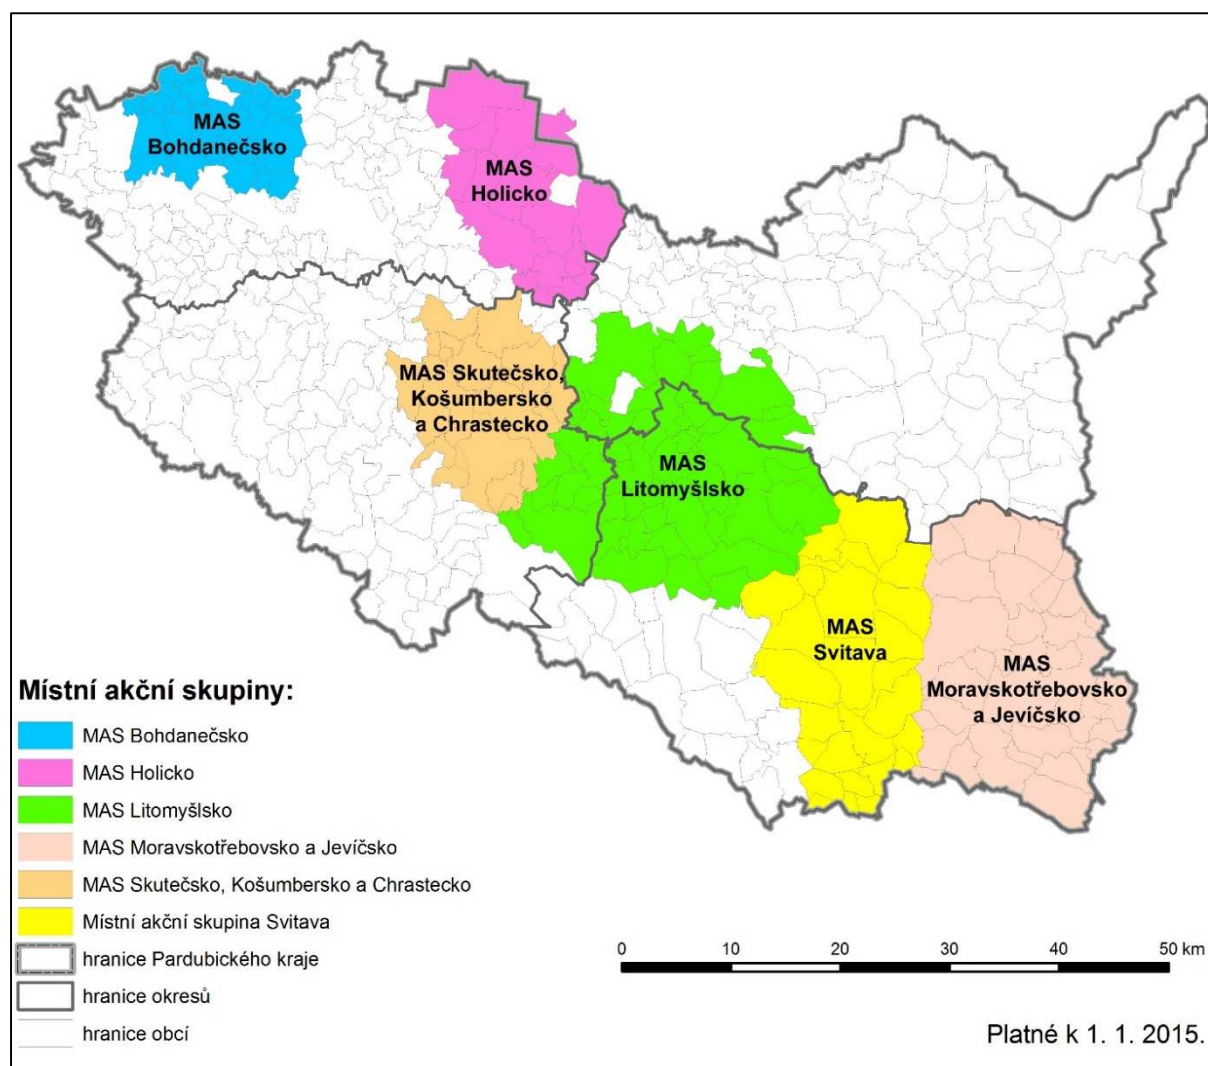 MAS
Bohdanečsko
MAS
Holicko
MAS Skutečsko,
Košumbersko
a Chrastecko
MAS
Litomyšlsko
MAS
Svitava
MAS
Moravskotřebovsko
a Jevíčsko
Místní akční skupiny:
MAS Bohdanečsko
MAS Holicko
MAS Litomyšlsko
MAS Moravskotřebovsko a Jevíčsko
MAS Skutečsko, Košumbersko a Chrastecko
Místní akční skupina Svitava
hranice Pardubického kraje
hranice okresů
hranice obcí
0 10 20 30 40 50 km
Platné k 1. 1. 2015.